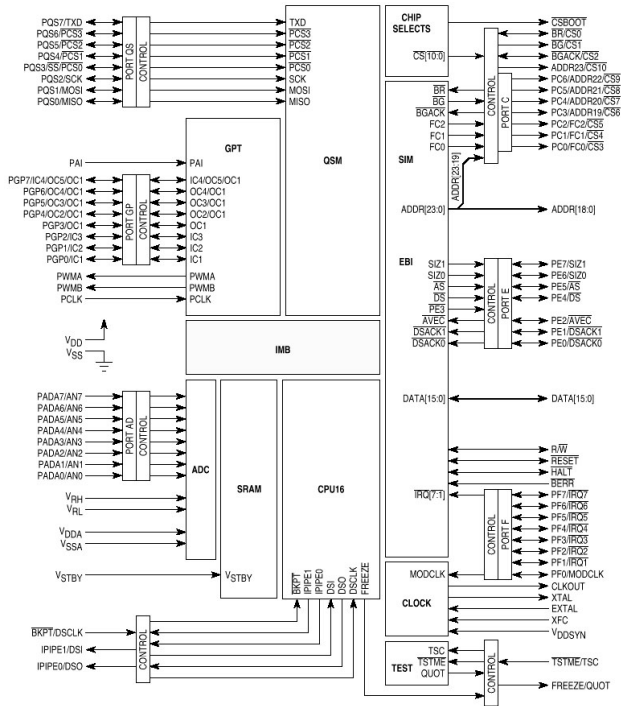 PQS7/TXD
PQS6/PCS3
PQS5/PCS2
PQS4/PCS1
PQS3/SS/PCS0
PQS2/SCK
PQS1/MOSI
PQS0/MISO
PORT QS
CONTROL
TXD
PCS3
PCS2
PCS1
PCS0
SCK
MOSI
MISO
QSM
GPT
PAI
PAI
PGP7/IC4/OC5/OC1
PGP6/OC4/OC1
PGP5/OC3/OC1
PGP4/OC2/OC1
PGP3/OC1
PGP2/IC3
PGP1/IC2
PGP0/IC1
PORT GP
CONTROL
IC4/OC5/OC1
OC4/OC1
OC3/OC1
OC2/OC1
OC1
IC3
IC2
IC1
PWMA
PWMB
PCLK
PWMA
PWMB
PCLK
VDD
VSS
IMB
PADA7/AN7
PADA6/AN6
PADA5/AN5
PADA4/AN4
PADA3/AN3
PADA2/AN2
PADA1/AN1
PADA0/AN0
PORT AD
CONTROL
ADC
VRH
VRL
VDDA
VSSA
VSTBY
VSTBY
SRAM
CPU16
BKPT
IPIPE1
IPIPE0
DSI
DSO
DSCLK
FREEZE
BKPT/DSCLK
IPIPE1/DSI
IPIPE0/DSO
CONTROL
CHIP
SELECTS
CS[10:0]
CSBOOT
BR/CS0
BG/CS1
BGACK/CS2
ADDR23/CS10
PC6/ADDR22/CS9
PC5/ADDR21/CS8
PC4/ADDR20/CS7
PC3/ADDR19/CS6
PC2/FC2/CS5
PC1/FC1/CS4
PC0/FC0/CS3
CONTROL
PORT C
BR
BG
BGACK
FC2
FC1
FC0
SIM
ADDR[23:19]
ADDR[23:0]
ADDR[18:0]
EBI
SIZ1
SIZ0
AS
DS
PE3
AVEC
DSACK1
DSACK0
CONTROL
PORT E
PE7/SIZ1
PE6/SIZ0
PE5/AS
PE4/DS
PE2/AVEC
PE1/DSACK1
PE0/DSACK0
DATA[15:0]
DATA[15:0]
R/W
RESET
HALT
BERR
IRQ[7:1]
PF7/IRQ7
PF6/IRQ6
PF5/IRQ5
PF4/IRQ4
PF3/IRQ3
PF2/IRQ2
PF1/IRQ1
PF0/MODCLK
CONTROL
PORT F
MODCLK
CLOCK
CLKOUT
XTAL
EXTAL
XFC
VDDSYN
TEST
TSC
TSTME
QUOT
CONTROL
TSTME/TSC
FREEZE/QUOT